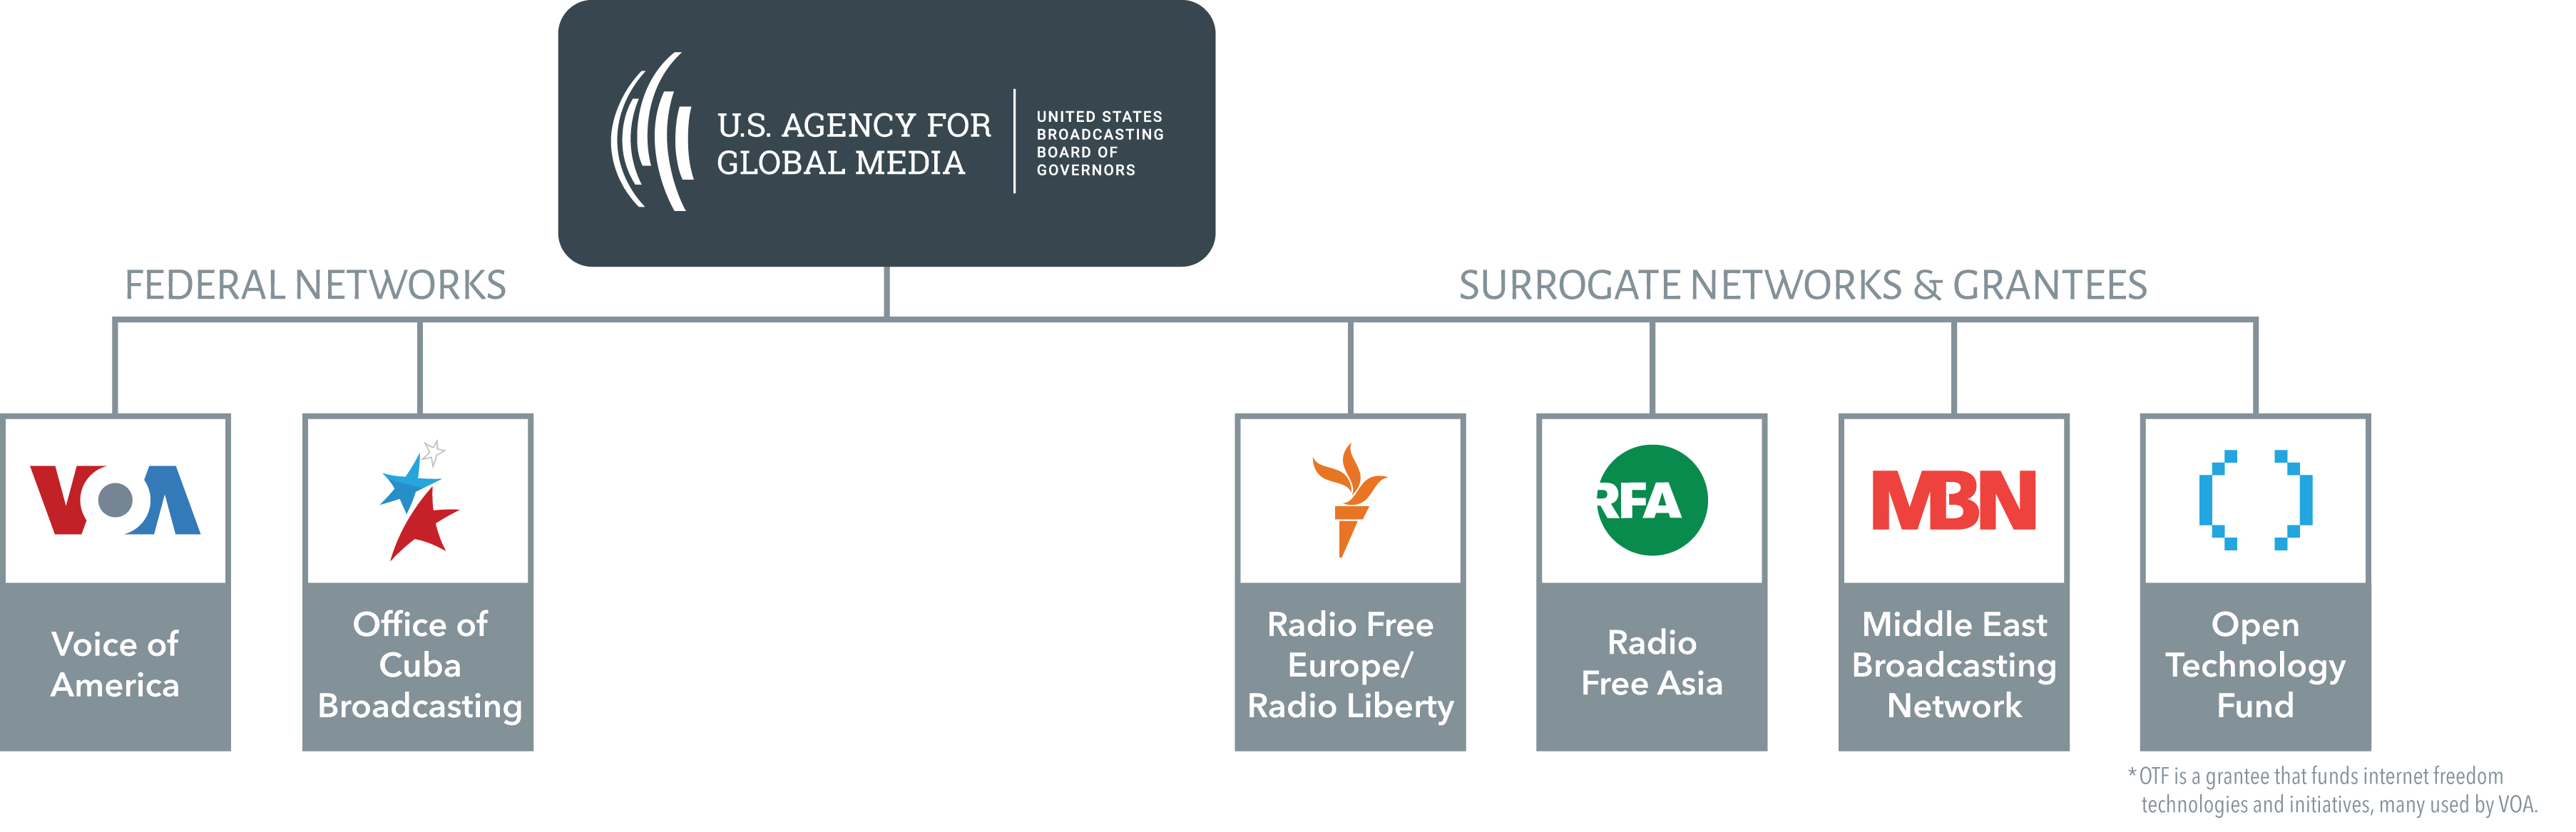 U.S. AGENCY FOR
GLOBAL MEDIA
UNITED STATES
BROADCASTING
BOARD OF
GOVERNORS
FEDERAL NETWORKS
SURROGATE NETWORKS & GRANTEES
VOA
Voice of
America
Office of
Cuba
Broadcasting
Radio Free
Europe/
Radio Liberty
RFA
Radio
Free Asia
MBN
Middle East
Broadcasting
Network
Open
Technology
Fund
*OTF is a grantee that funds internet freedom
technologies and initiatives, many used by VOA.